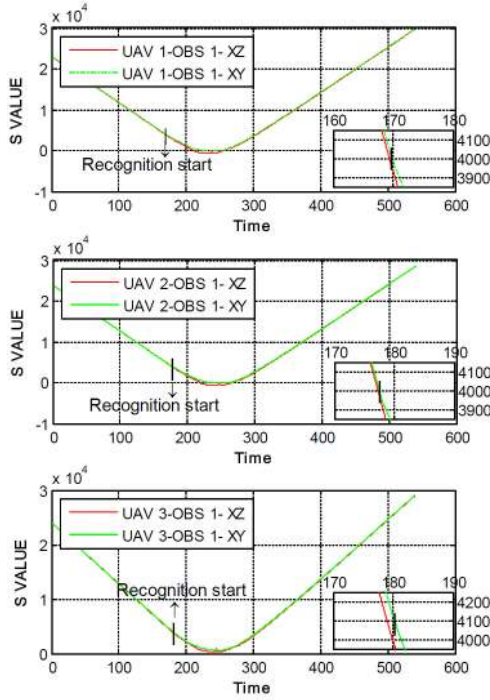 x 10^4
3
UAV 1-OBS 1- XZ
UAV 1-OBS 1- XY
2
S VALUE
1
160 170 180
4100
4000
3900
Recognition start
0
-1
0 100 200 300 400 500 600
Time
x 10^4
3
UAV 2-OBS 1- XZ
UAV 2-OBS 1- XY
2
S VALUE
1
170 180 190
4100
4000
3900
0
Recognition start
-1
0 100 200 300 400 500 600
Time
x 10^4
3
UAV 3-OBS 1- XZ
UAV 3-OBS 1- XY
2
S VALUE
Recognition start
1
170 180 190
4200
4100
4000
0
0 100 200 300 400 500 600
Time